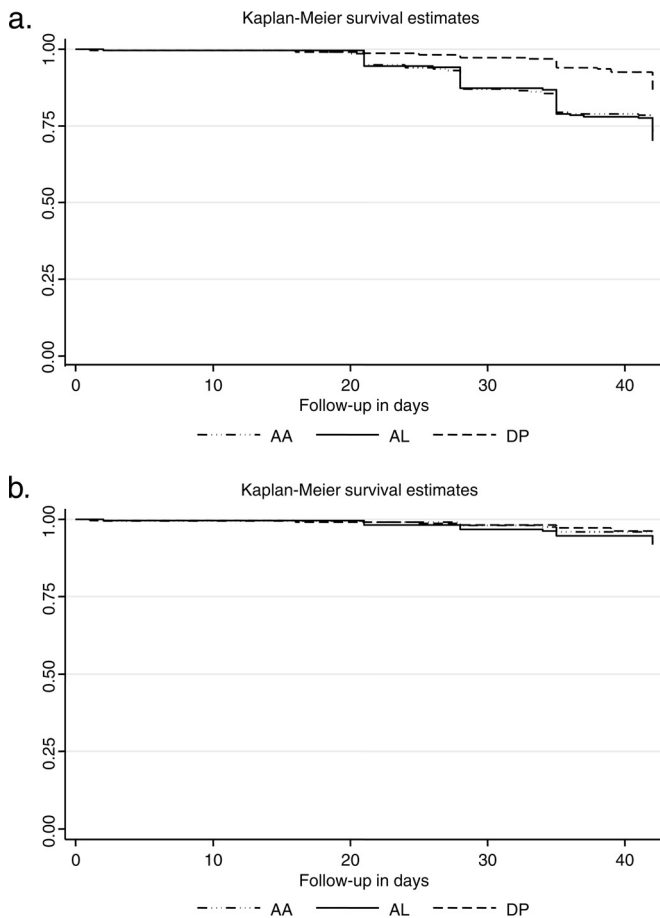 a.
Kaplan-Meier survival estimates
1.00
0.75
0.50
0.25
0.00
0 10 20 30 40
Follow-up in days
AA AL DP
b.
Kaplan-Meier survival estimates
1.00
0.75
0.50
0.25
0.00
0 10 20 30 40
Follow-up in days
AA AL DP